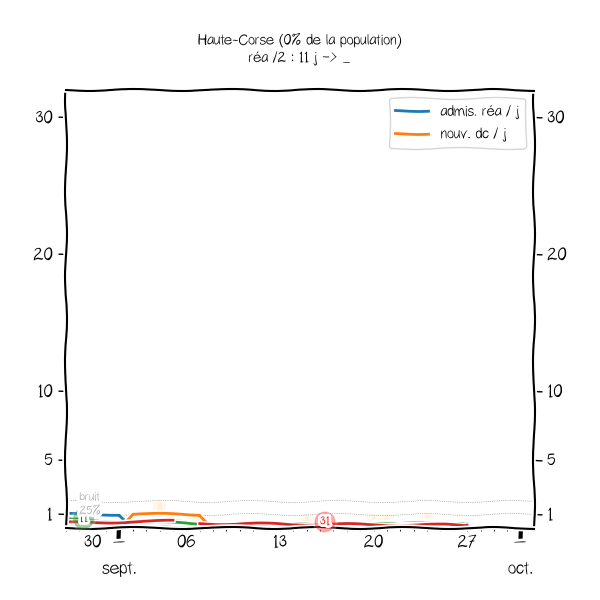 Haute-Corse (0% de la population)
réa /2 : 11 j -> _
admis. réa / j
nouv. dc / j
30
30
20
20
10
10
5
5
... bruit
25%
1
11
31
1
30
06
13
20
27
sept.
oct.